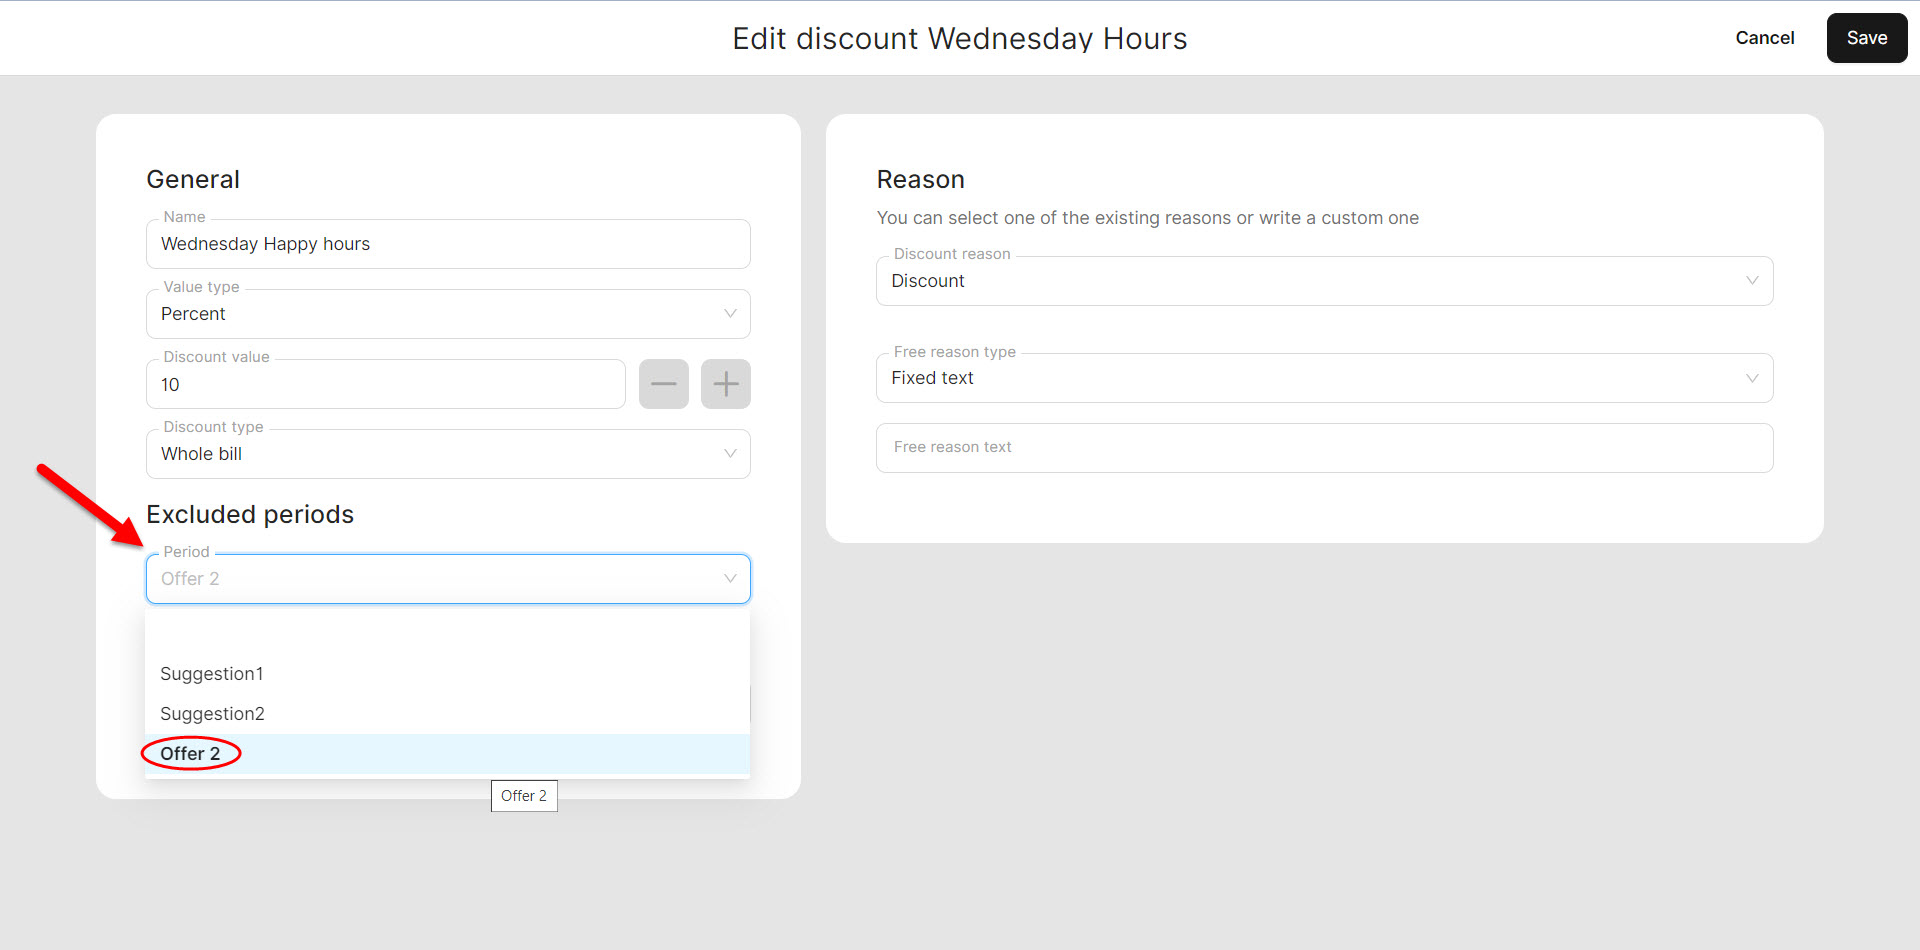 Edit discount Wednesday Hours
Cancel
Save
General
Name
Wednesday Happy hours
Value type
Percent
Discount value
10
Discount type
Whole bill
Excluded periods
Period
Offer 2
Suggestion1
Suggestion2
Offer 2
Offer 2
Reason
You can select one of the existing reasons or write a custom one
Discount reason
Discount
Free reason type
Fixed text
Free reason text